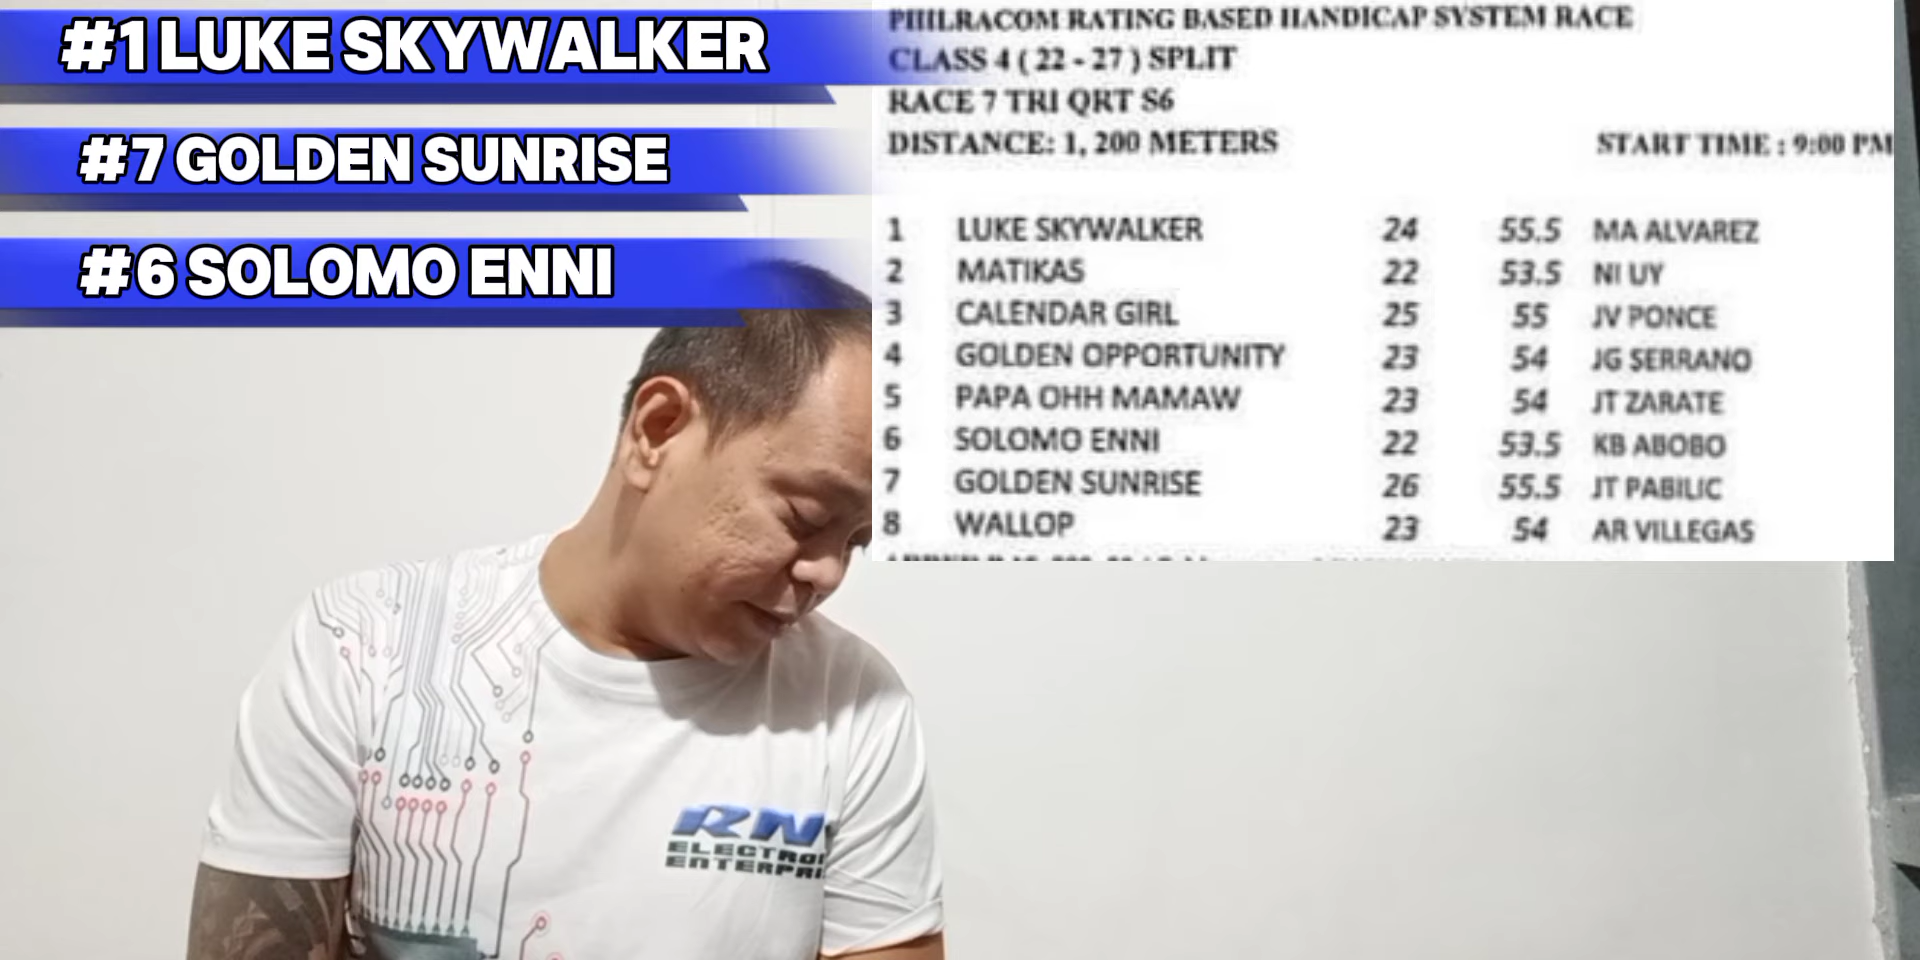 #1 LUKE SKYWALKER
#7 GOLDEN SUNRISE
#6 SOLOMO ENNI
PHILRACOM RATING BASED HANDICAP SYSTEM RACE
CLASS 4 ( 22 - 27 ) SPLIT
RACE 7 TRI QRT S6
DISTANCE: 1, 200 METERS START TIME : 9:00 PM
1 LUKE SKYWALKER 24 55.5 MA ALVAREZ
2 MATIKAS 22 53.5 NI UY
3 CALENDAR GIRL 25 55 JV PONCE
4 GOLDEN OPPORTUNITY 23 54 JG SERRANO
5 PAPA OHH MAMAW 23 54 JT ZARATE
6 SOLOMO ENNI 22 53.5 KB ABOBO
7 GOLDEN SUNRISE 26 55.5 JT PABILIC
8 WALLOP 23 54 AR VILLEGAS
RN
ELECTRO
ENTERPRI